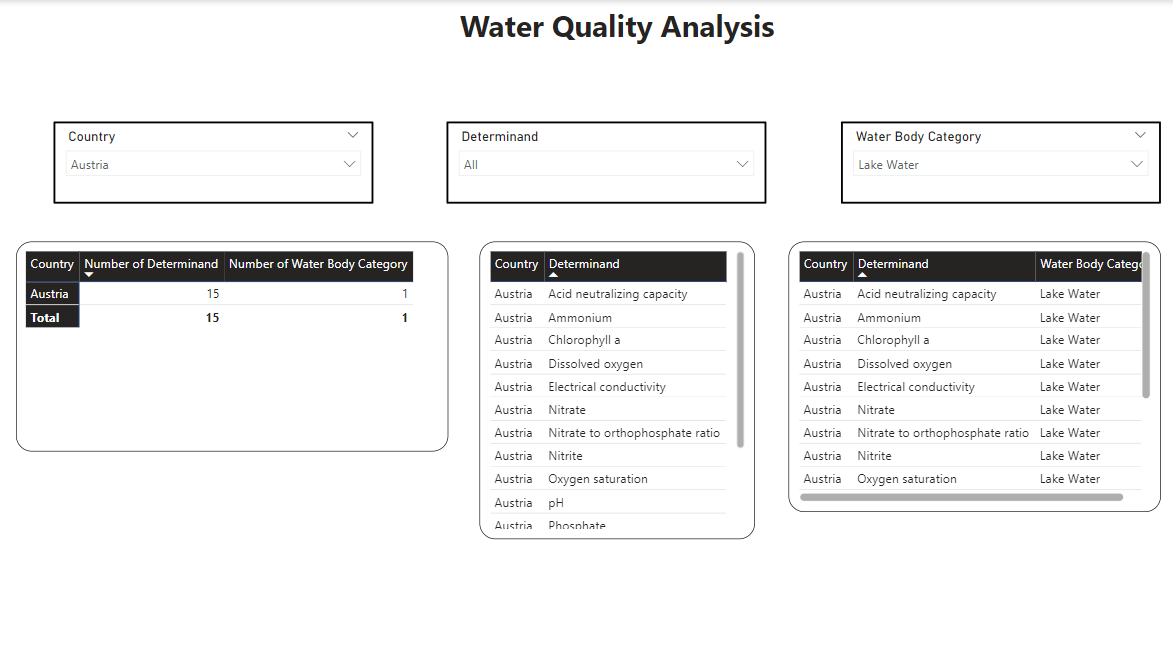 Water Quality Analysis
Country
Austria
Determinand
All
Water Body Category
Lake Water
Country Number of Determinand Number of Water Body Category
Austria 15 1
Total 15 1
Country Determinand
Austria Acid neutralizing capacity
Austria Ammonium
Austria Chlorophyll a
Austria Dissolved oxygen
Austria Electrical conductivity
Austria Nitrate
Austria Nitrate to orthophosphate ratio
Austria Nitrite
Austria Oxygen saturation
Austria pH
Austria Phosphate
Country Determinand Water Body Catego
Austria Acid neutralizing capacity Lake Water
Austria Ammonium Lake Water
Austria Chlorophyll a Lake Water
Austria Dissolved oxygen Lake Water
Austria Electrical conductivity Lake Water
Austria Nitrate Lake Water
Austria Nitrate to orthophosphate ratio Lake Water
Austria Nitrite Lake Water
Austria Oxygen saturation Lake Water